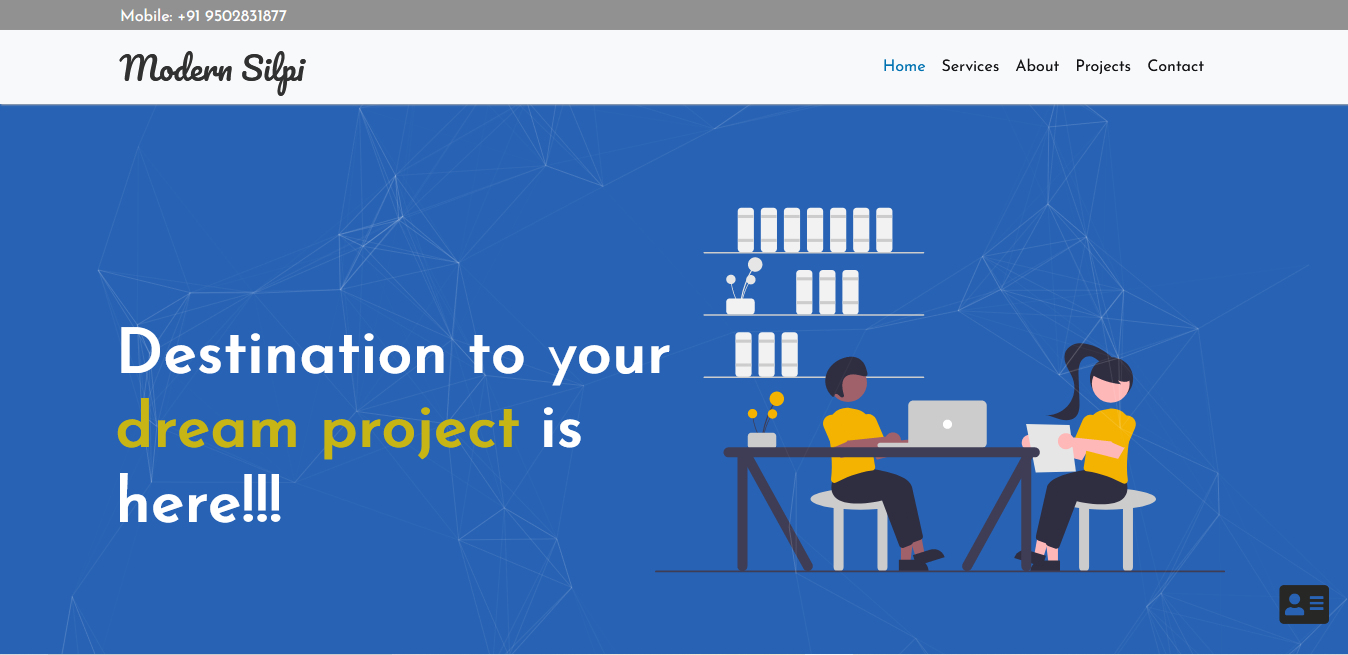 Mobile: +91 9502831877
Modern Silpi
Home Services About Projects Contact
Destination to your
dream project is
here!!!